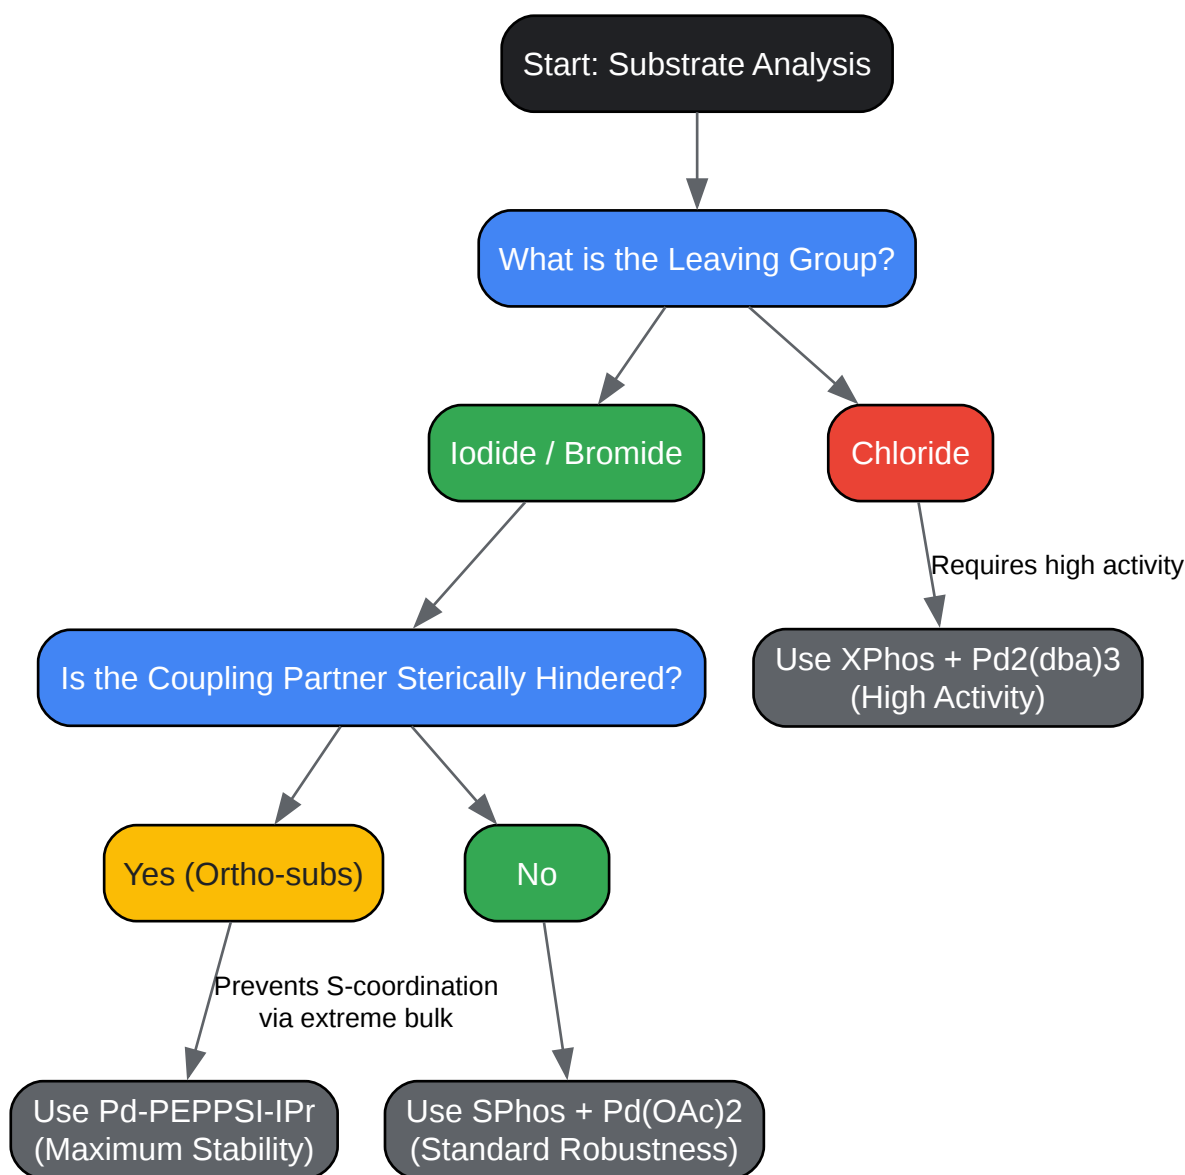 Start: Substrate Analysis
What is the Leaving Group?
Iodide / Bromide
Chloride
Requires high activity
Is the Coupling Partner Sterically Hindered?
Use XPhos + Pd2(dba)3
(High Activity)
Yes (Ortho-subs)
No
Prevents S-coordination
via extreme bulk
Use Pd-PEPPSI-IPr
(Maximum Stability)
Use SPhos + Pd(OAc)2
(Standard Robustness)